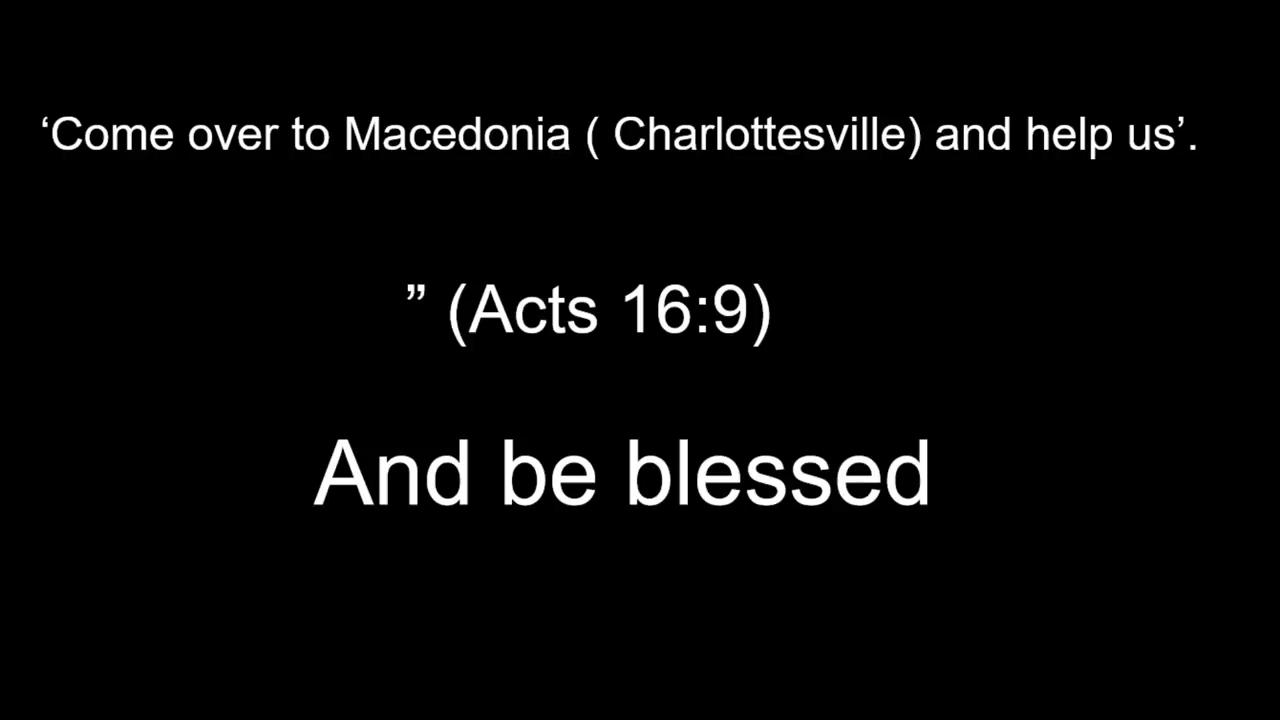 ‘Come over to Macedonia ( Charlottesville) and help us’.
” (Acts 16:9)
And be blessed